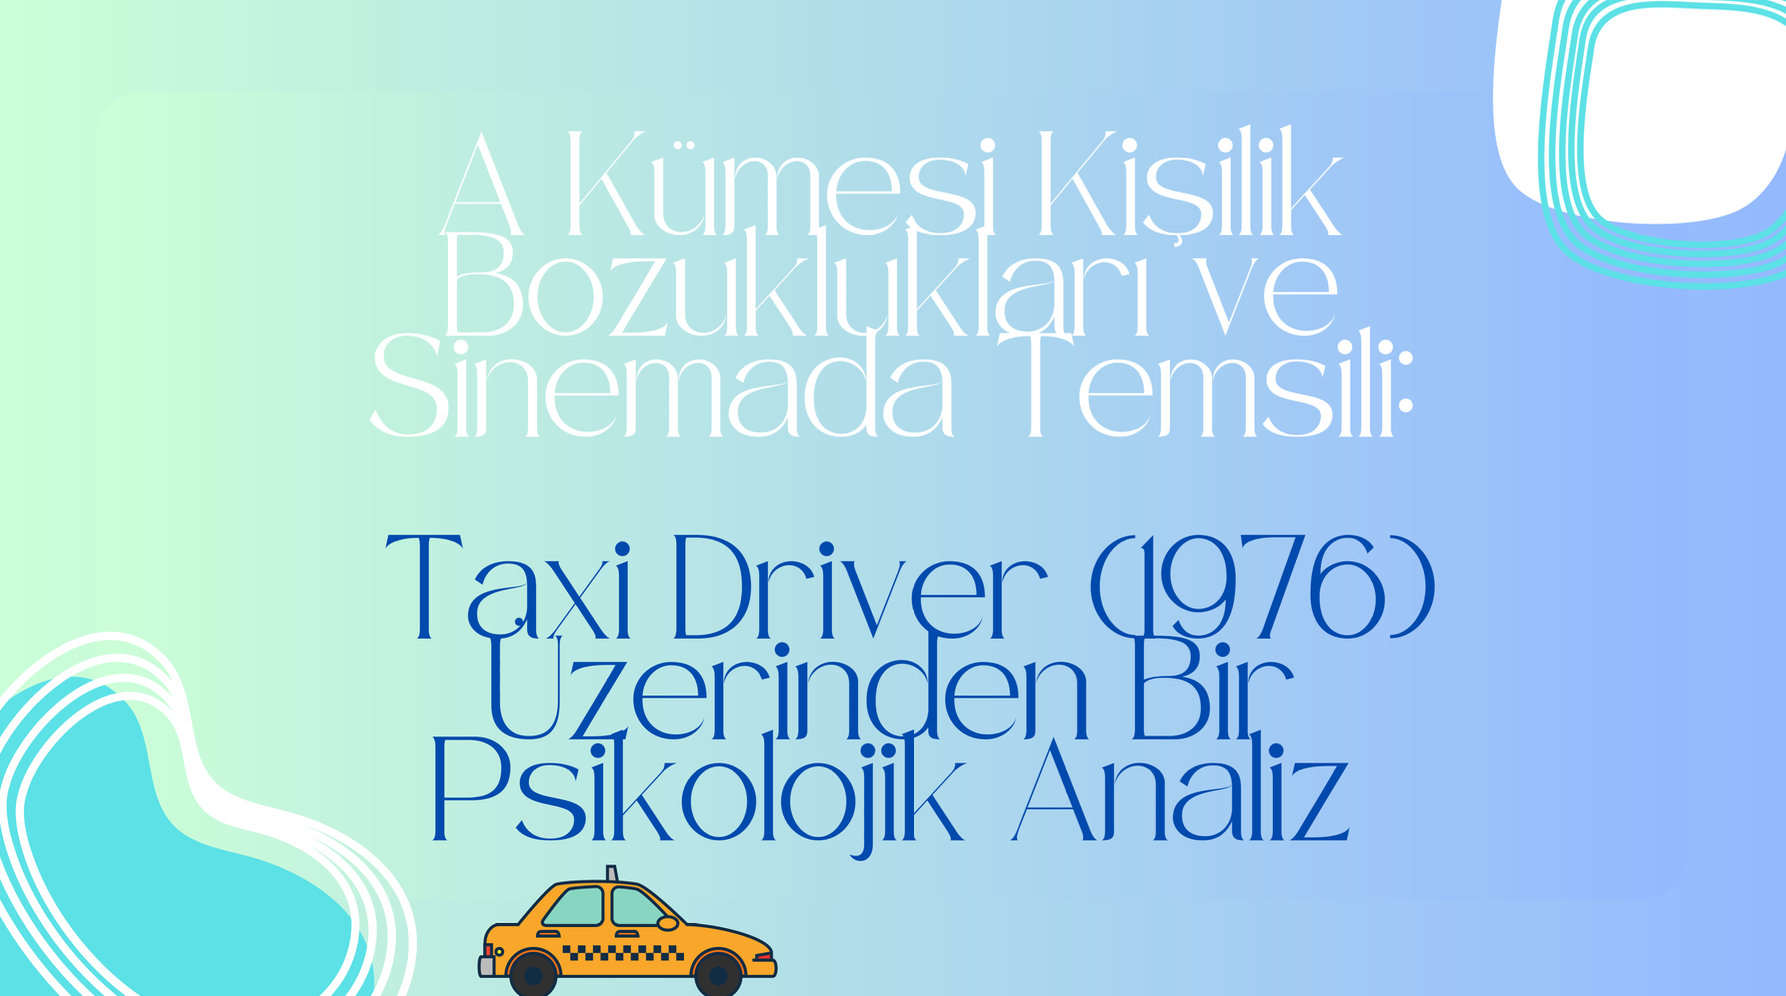 A Kümesi Kişilik
Bozuklukları ve
Sinemada Temsili:
Taxi Driver (1976)
Üzerinden Bir
Psikolojik Analiz